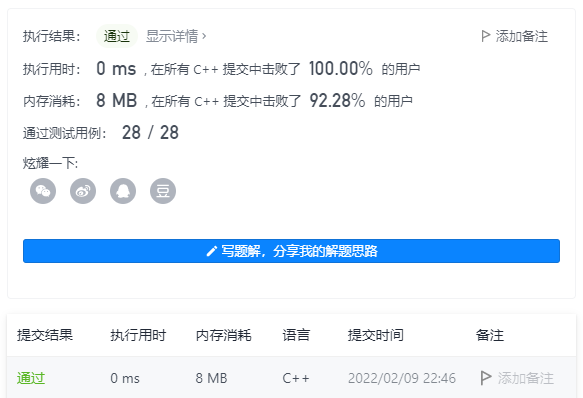 执行结果： 通过 显示详情 > 添加备注
执行用时： 0 ms , 在所有 C++ 提交中击败了 100.00% 的用户
内存消耗： 8 MB , 在所有 C++ 提交中击败了 92.28% 的用户
通过测试用例： 28 / 28
炫耀一下:
豆
写题解，分享我的解题思路
提交结果 执行用时 内存消耗 语言 提交时间 备注
通过 0 ms 8 MB C++ 2022/02/09 22:46 添加备注